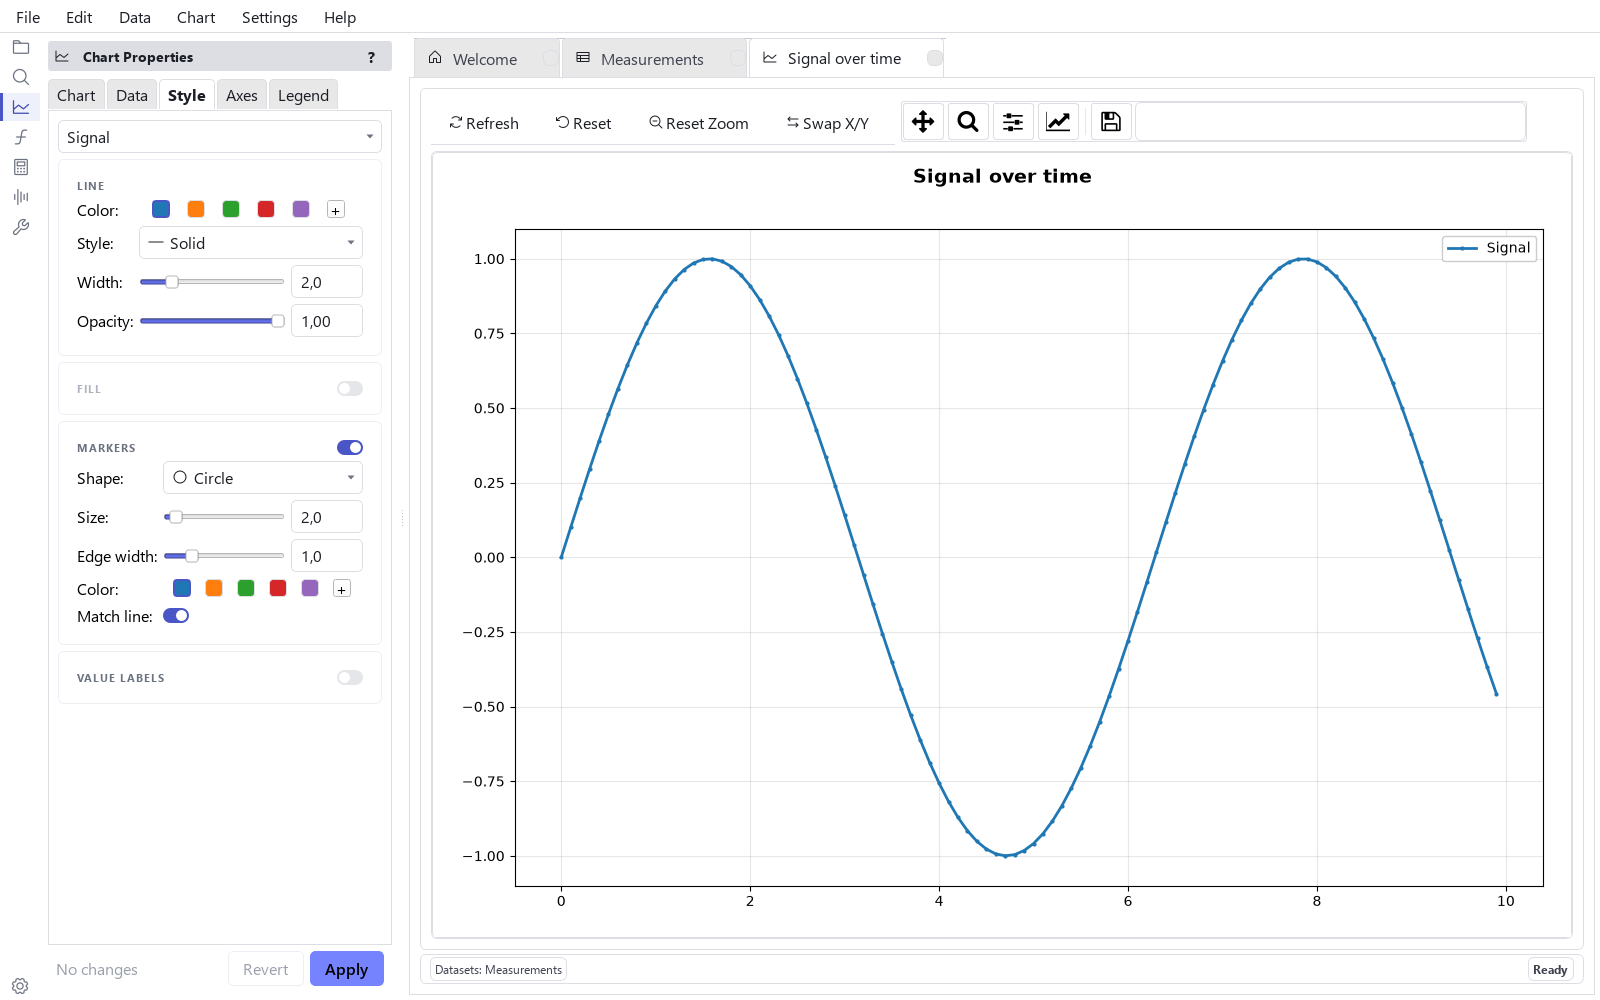 File Edit Data Chart Settings Help
Chart Properties ?
Chart Data Style Axes Legend
Signal
LINE
Color: +
Style: Solid
Width: 2,0
Opacity: 1,00
FILL
MARKERS
Shape: Circle
Size: 2,0
Edge width: 1,0
Color: +
Match line:
VALUE LABELS
No changes Revert Apply
Welcome Measurements Signal over time
Refresh Reset Reset Zoom Swap X/Y
Signal over time
Signal
1.00
0.75
0.50
0.25
0.00
−0.25
−0.50
−0.75
−1.00
0 2 4 6 8 10
Datasets: Measurements Ready